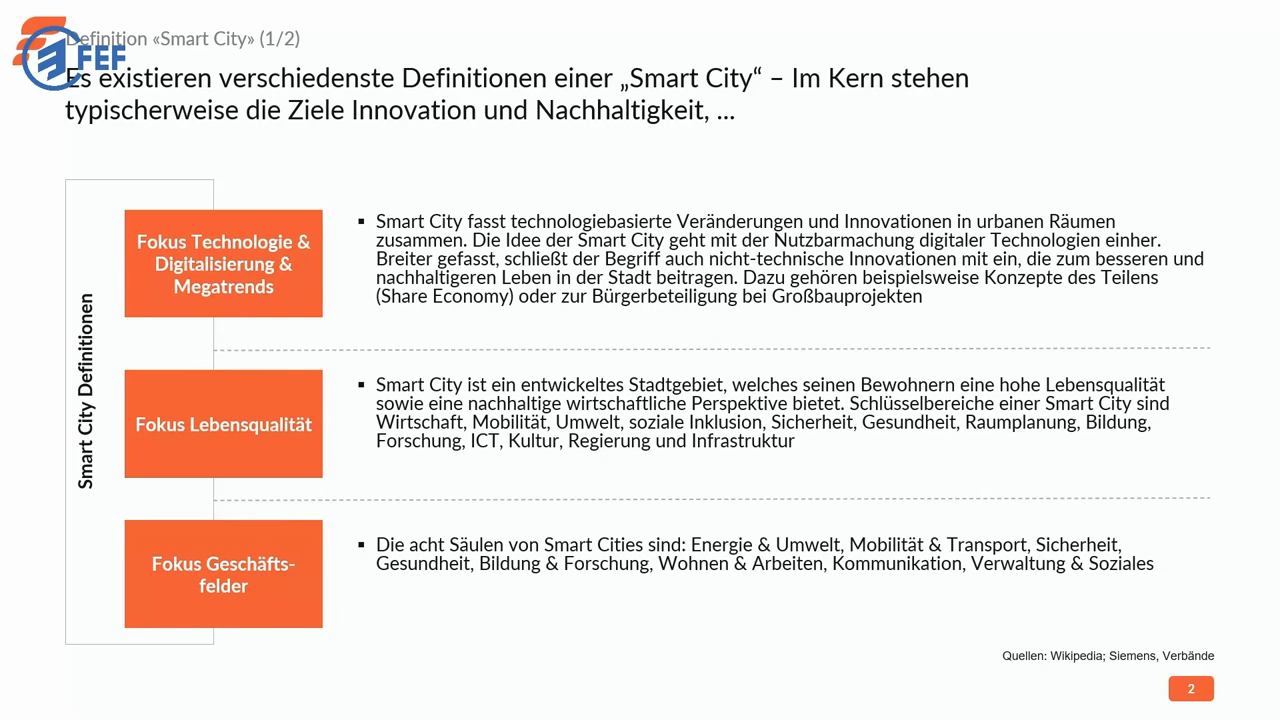 Definition «Smart City» (1/2)
FEF
Es existieren verschiedenste Definitionen einer „Smart City“ – Im Kern stehen
typischerweise die Ziele Innovation und Nachhaltigkeit, ...
Smart City Definitionen
Fokus Technologie &
Digitalisierung &
Megatrends
▪ Smart City fasst technologiebasierte Veränderungen und Innovationen in urbanen Räumen
zusammen. Die Idee der Smart City geht mit der Nutzbarmachung digitaler Technologien einher.
Breiter gefasst, schließt der Begriff auch nicht-technische Innovationen mit ein, die zum besseren und
nachhaltigeren Leben in der Stadt beitragen. Dazu gehören beispielsweise Konzepte des Teilens
(Share Economy) oder zur Bürgerbeteiligung bei Großbauprojekten
Fokus Lebensqualität
▪ Smart City ist ein entwickeltes Stadtgebiet, welches seinen Bewohnern eine hohe Lebensqualität
sowie eine nachhaltige wirtschaftliche Perspektive bietet. Schlüsselbereiche einer Smart City sind
Wirtschaft, Mobilität, Umwelt, soziale Inklusion, Sicherheit, Gesundheit, Raumplanung, Bildung,
Forschung, ICT, Kultur, Regierung und Infrastruktur
Fokus Geschäfts-
felder
▪ Die acht Säulen von Smart Cities sind: Energie & Umwelt, Mobilität & Transport, Sicherheit,
Gesundheit, Bildung & Forschung, Wohnen & Arbeiten, Kommunikation, Verwaltung & Soziales
Quellen: Wikipedia; Siemens, Verbände
2